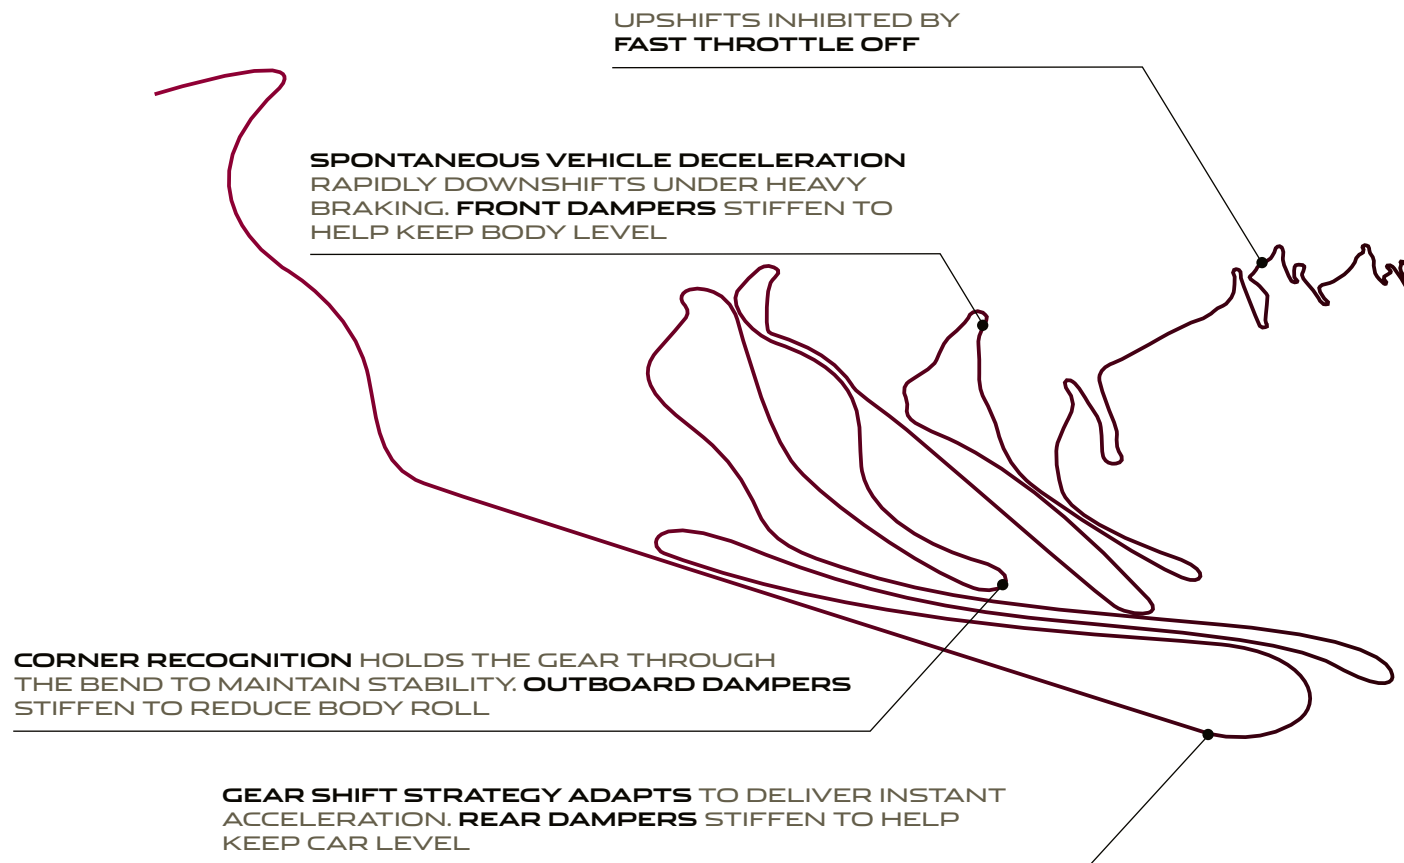 UPSHIFTS INHIBITED BY
FAST THROTTLE OFF
SPONTANEOUS VEHICLE DECELERATION
RAPIDLY DOWNSHIFTS UNDER HEAVY
BRAKING. FRONT DAMPERS STIFFEN TO
HELP KEEP BODY LEVEL
CORNER RECOGNITION HOLDS THE GEAR THROUGH
THE BEND TO MAINTAIN STABILITY. OUTBOARD DAMPERS
STIFFEN TO REDUCE BODY ROLL
GEAR SHIFT STRATEGY ADAPTS TO DELIVER INSTANT
ACCELERATION. REAR DAMPERS STIFFEN TO HELP
KEEP CAR LEVEL